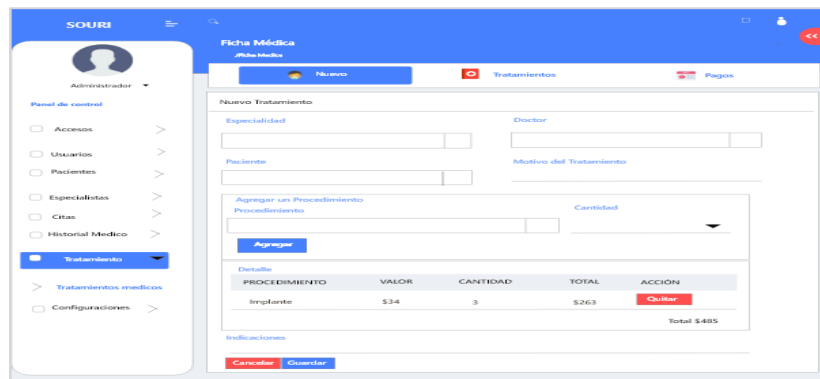 SOURI
Administrador
Panel de control
Accesos
Usuarios
Pacientes
Especialistas
Citas
Historial Medico
Tratamiento
Tratamientos medicos
Configuraciones
Ficha Médica
/Ficha Medica
Nuevo Tratamientos Pagos
Nuevo Tratamiento
Especialidad Doctor
Paciente Motivo del Tratamiento
Agregar un Procedimiento
Procedimiento Cantidad
Agregar
Detalle
PROCEDIMIENTO VALOR CANTIDAD TOTAL ACCIÓN
Implante $34 3 $263 Quitar
Total $485
Indicaciones
Cancelar Guardar